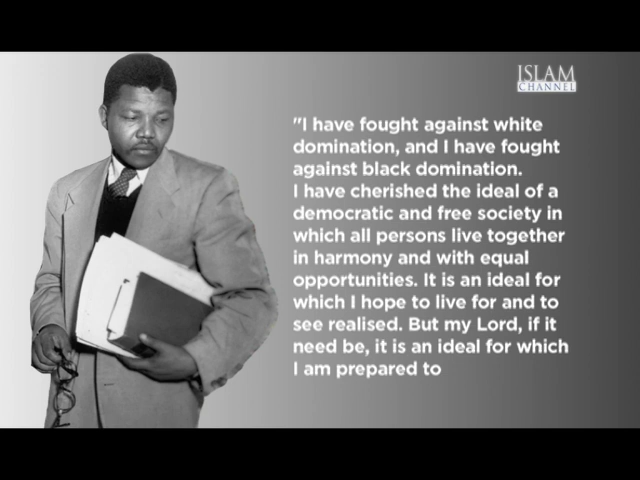 ISLAM
CHANNEL
"I have fought against white
domination, and I have fought
against black domination.
I have cherished the ideal of a
democratic and free society in
which all persons live together
in harmony and with equal
opportunities. It is an ideal for
which I hope to live for and to
see realised. But my Lord, if it
need be, it is an ideal for which
I am prepared to